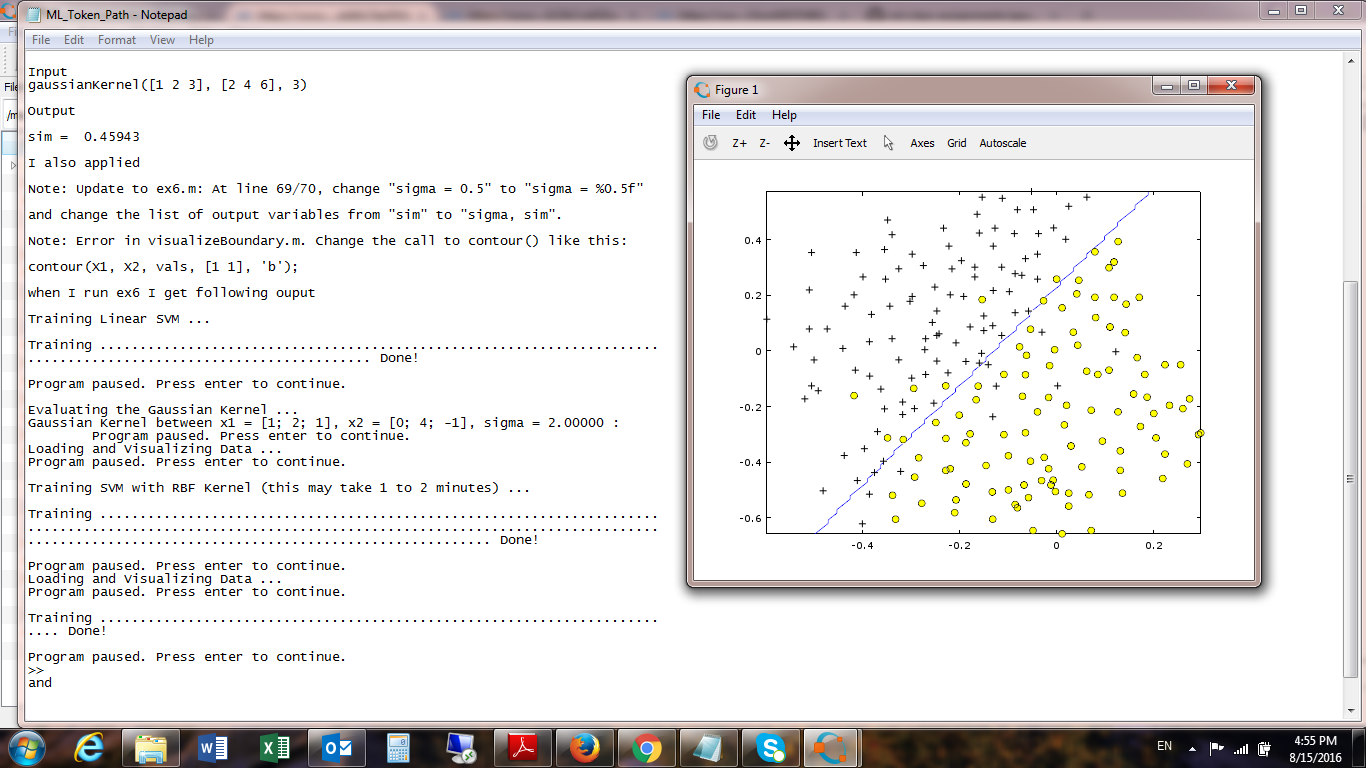 ML_Token_Path - Notepad
File Edit Format View Help
Input
gaussianKernel([1 2 3], [2 4 6], 3)
Output
sim = 0.45943
I also applied
Note: Update to ex6.m: At line 69/70, change "sigma = 0.5" to "sigma = %0.5f"
and change the list of output variables from "sim" to "sigma, sim".
Note: Error in visualizeBoundary.m. Change the call to contour() like this:
contour(X1, X2, vals, [1 1], 'b');
when I run ex6 I get following ouput
Training Linear SVM ...
Training ......................................................................
........................................... Done!
Program paused. Press enter to continue.
Evaluating the Gaussian Kernel ...
Gaussian Kernel between x1 = [1; 2; 1], x2 = [0; 4; -1], sigma = 2.00000 :
Program paused. Press enter to continue.
Loading and Visualizing Data ...
Program paused. Press enter to continue.
Training SVM with RBF Kernel (this may take 1 to 2 minutes) ...
Training ......................................................................
...............................................................................
.......................................................... Done!
Program paused. Press enter to continue.
Loading and Visualizing Data ...
Program paused. Press enter to continue.
Training ......................................................................
.... Done!
Program paused. Press enter to continue.
>>
and
Figure 1
File Edit Help
Z+ Z- Insert Text Axes Grid Autoscale
0.4
0.2
0
-0.2
-0.4
-0.6
-0.4 -0.2 0 0.2
EN
4:55 PM
8/15/2016